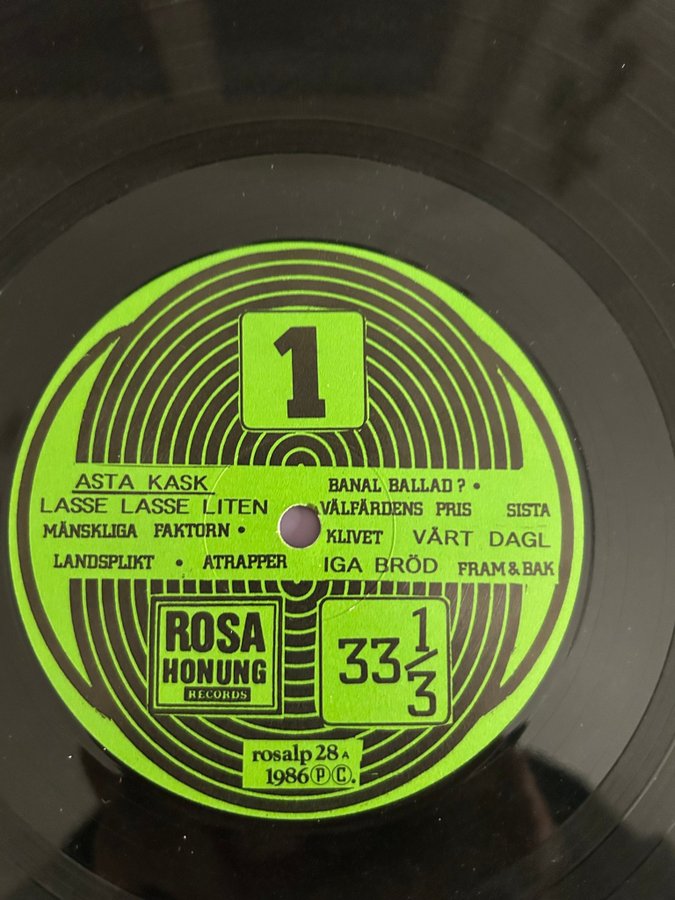 1
ASTA KASK
LASSE LASSE LITEN
MÄNSKLIGA FAKTORN •
LANDSPLIKT • ATRAPPER
BANAL BALLAD? •
VÄLFÄRDENS PRIS SISTA
KLIVET VÅRT DAGL
IGA BRÖD FRAM & BAK
ROSA
HONUNG
RECORDS
33 1/3
rosalp 28 A
1986 Ⓟ Ⓒ.